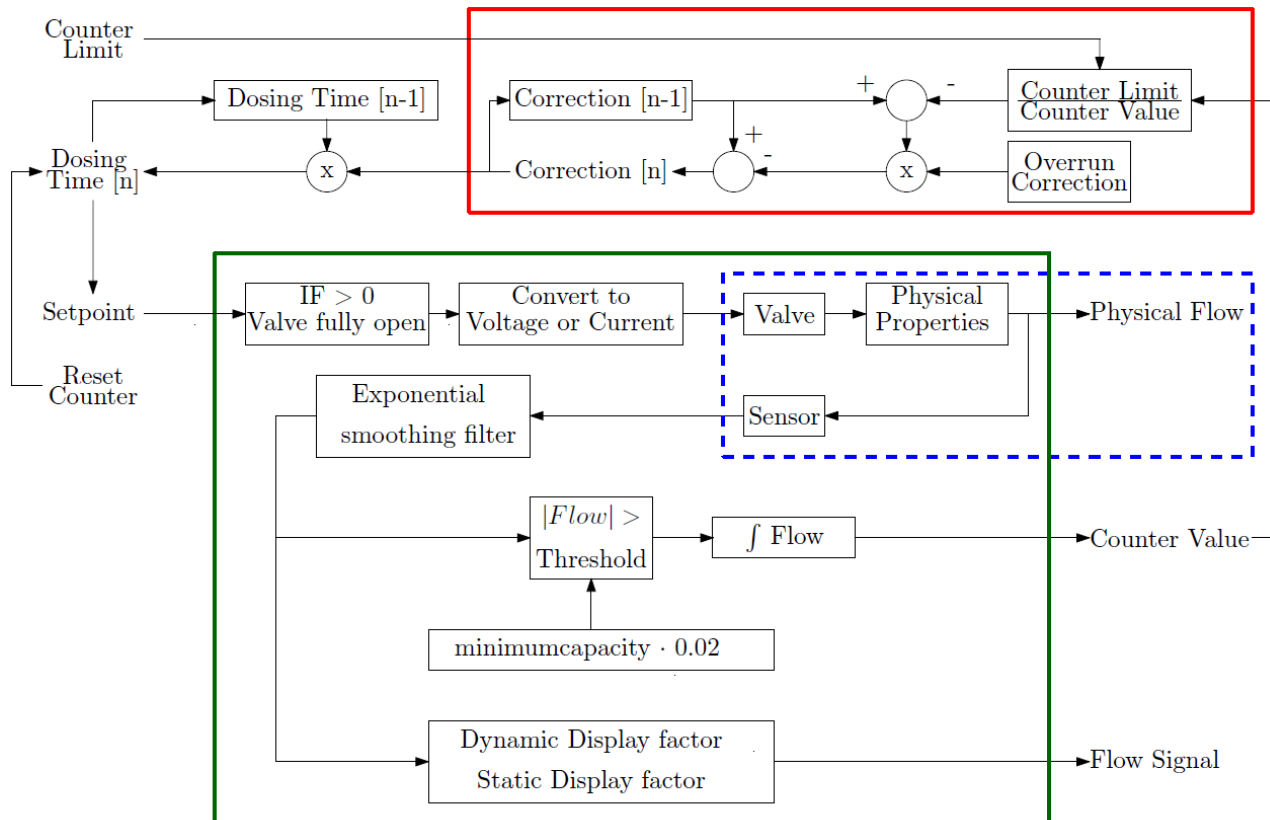 Counter
Limit
Dosing Time [n-1]
Correction [n-1]
+
-
Counter Limit
Counter Value
Dosing
Time [n]
x
Correction [n]
+
-
x
Overrun
Correction
Setpoint
IF > 0
Valve fully open
Convert to
Voltage or Current
Valve
Physical
Properties
Physical Flow
Reset
Counter
Exponential
smoothing filter
Sensor
|Flow| >
Threshold
∫ Flow
Counter Value
minimumcapacity · 0.02
Dynamic Display factor
Static Display factor
Flow Signal